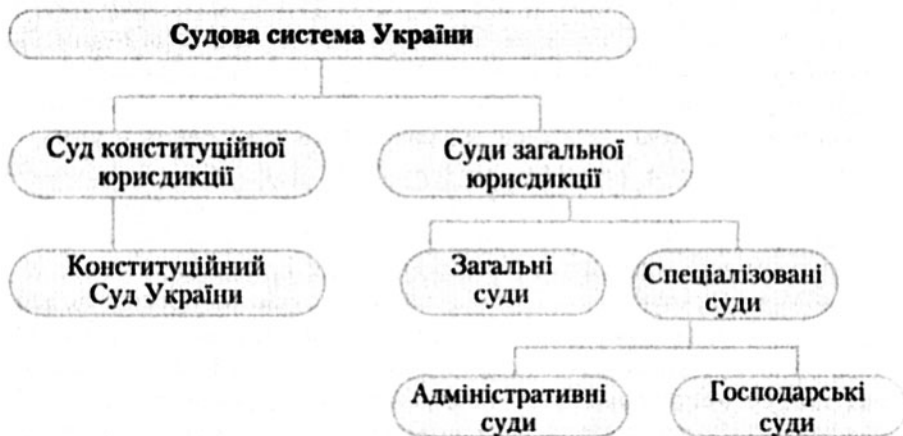 Судова система України
Суд конституційної
юрисдикції
Суди загальної
юрисдикції
Конституційний
Суд України
Загальні
суди
Спеціалізовані
суди
Адміністративні
суди
Господарські
суди